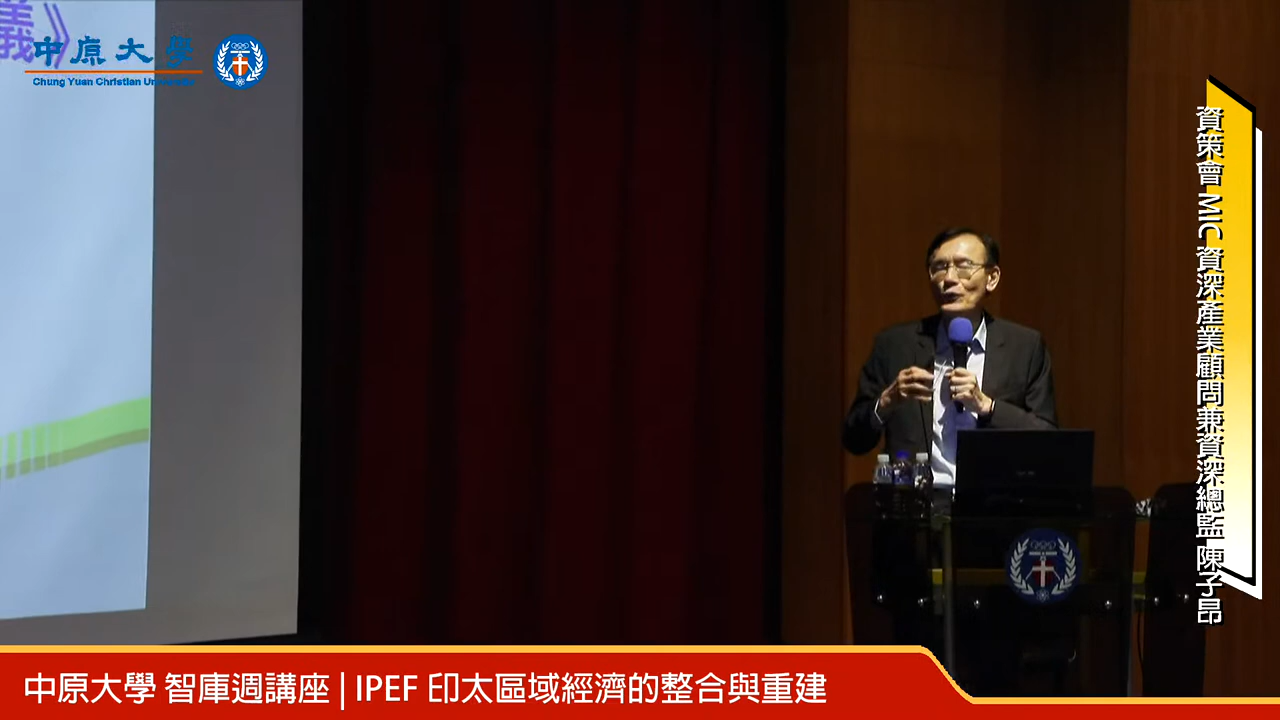 義》
中原大學
Chung Yuan Christian University
資策會 MIC 資深產業顧問兼資深總監 陳子昂
中原大學 智庫週講座 | IPEF 印太區域經濟的整合與重建